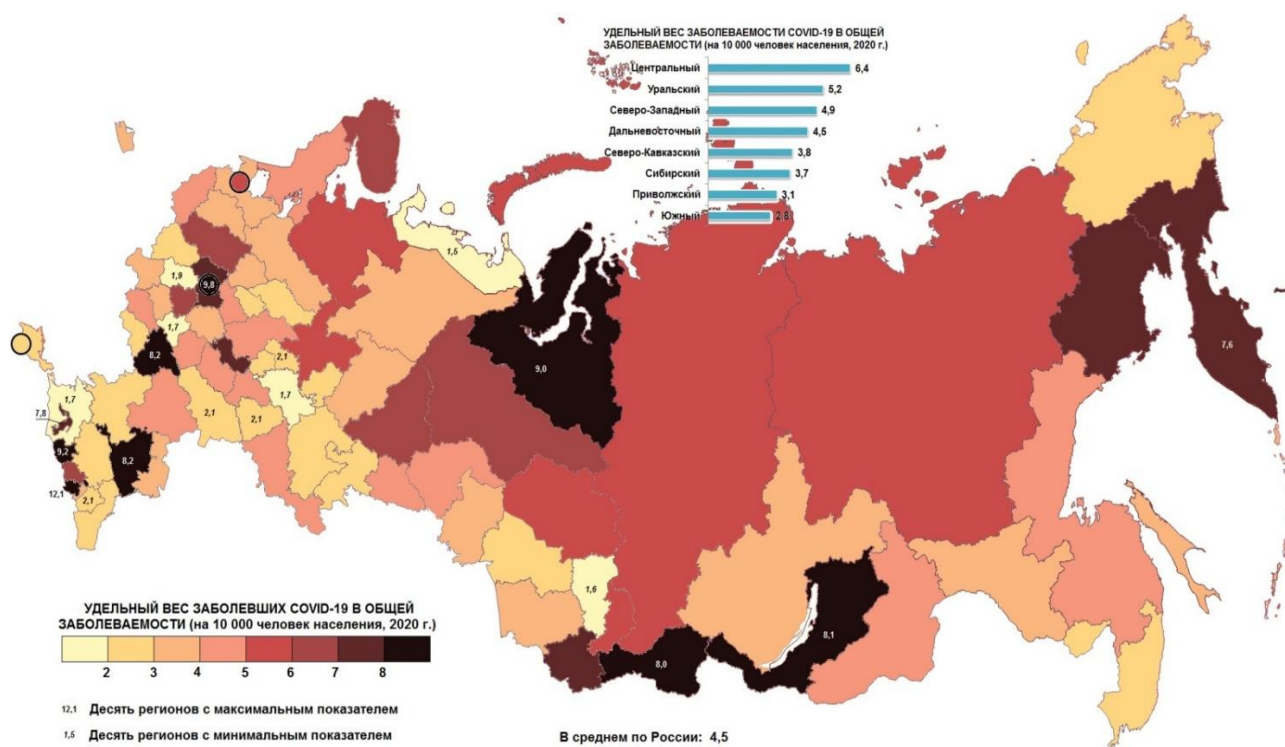 УДЕЛЬНЫЙ ВЕС ЗАБОЛЕВАЕМОСТИ COVID-19 В ОБЩЕЙ
ЗАБОЛЕВАЕМОСТИ (на 10 000 человек населения, 2020 г.)
Центральный 6,4
Уральский 5,2
Северо-Западный 4,9
Дальневосточный 4,5
Северо-Кавказский 3,8
Сибирский 3,7
Приволжский 3,1
Южный 2,8
1,5
1,9
9,8
1,7
8,2
2,1
9,0
7,6
1,7
1,7
7,8
2,1
2,1
9,2
8,2
12,1
2,1
1,6
8,1
8,0
УДЕЛЬНЫЙ ВЕС ЗАБОЛЕВШИХ COVID-19 В ОБЩЕЙ
ЗАБОЛЕВАЕМОСТИ (на 10 000 человек населения, 2020 г.)
2 3 4 5 6 7 8
12,1 Десять регионов с максимальным показателем
1,5 Десять регионов с минимальным показателем
В среднем по России: 4,5